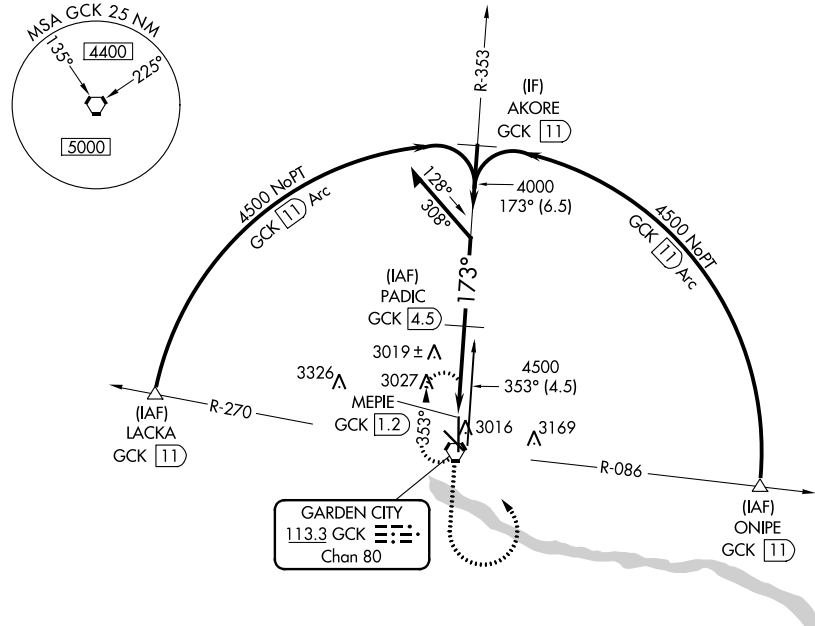 MSA GCK 25 NM
135°
4400
225°
5000
R-353
(IF)
AKORE
GCK 11
4500 NoPT
GCK 11 Arc
128°
308°
4000
173° (6.5)
4500 NoPT
GCK 11 Arc
173°
(IAF)
PADIC
GCK 4.5
3019 ±
3326
3027
4500
353° (4.5)
MEPIE
GCK 1.2
353°
3016
3169
(IAF)
LACKA
GCK 11
R-270
R-086
(IAF)
ONIPE
GCK 11
GARDEN CITY
113.3 GCK
Chan 80